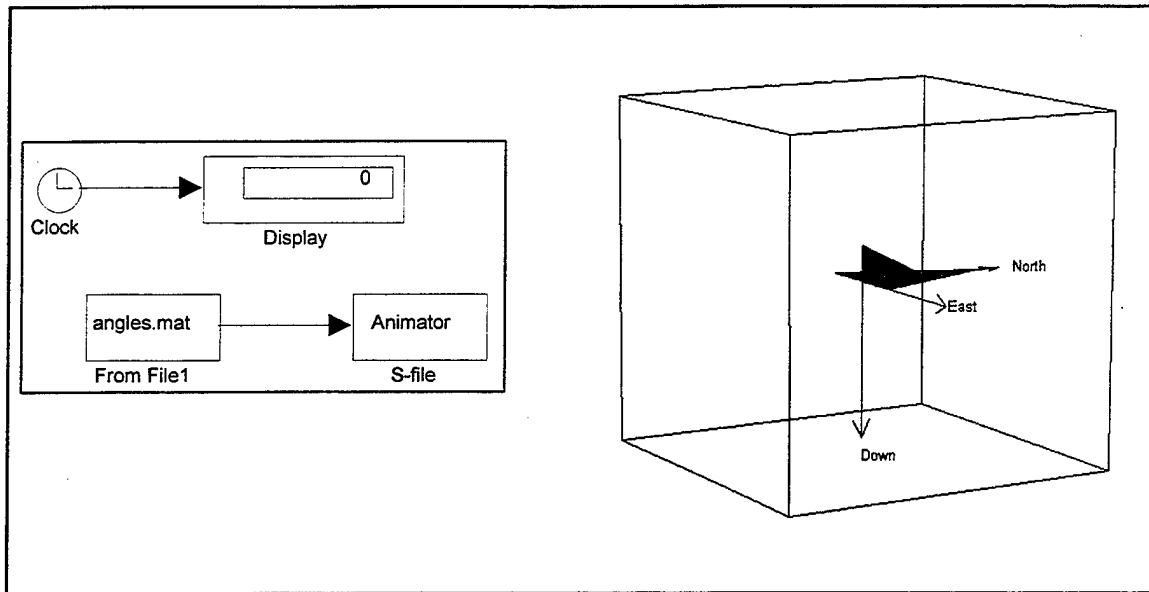 0
Clock
Display
angles.mat
Animator
From File1
S-file
North
East
Down